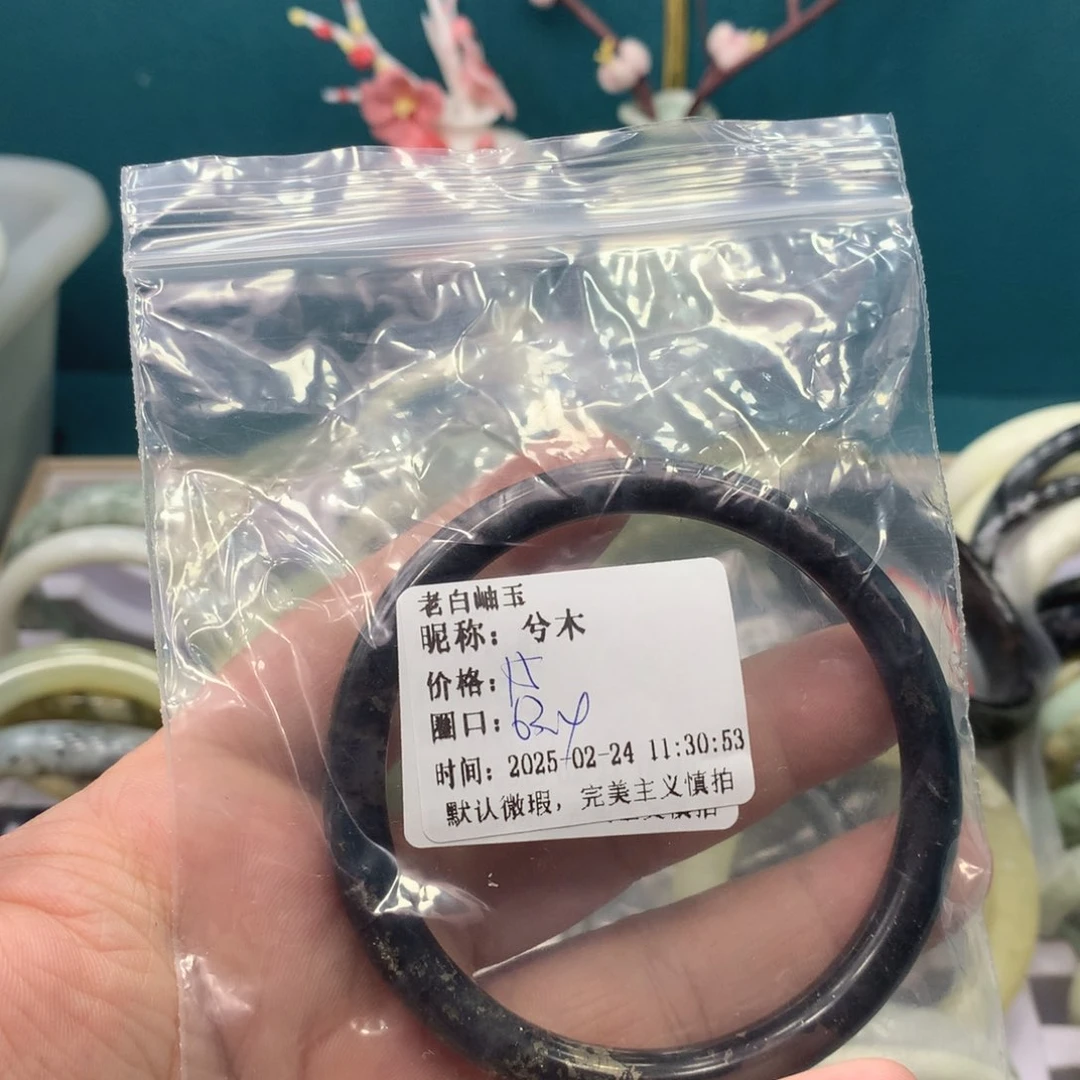 老白岫玉
昵称：兮木
价格：
圈口：
时间：2025-02-24 11:30:53
默认微瑕，完美主义慎拍